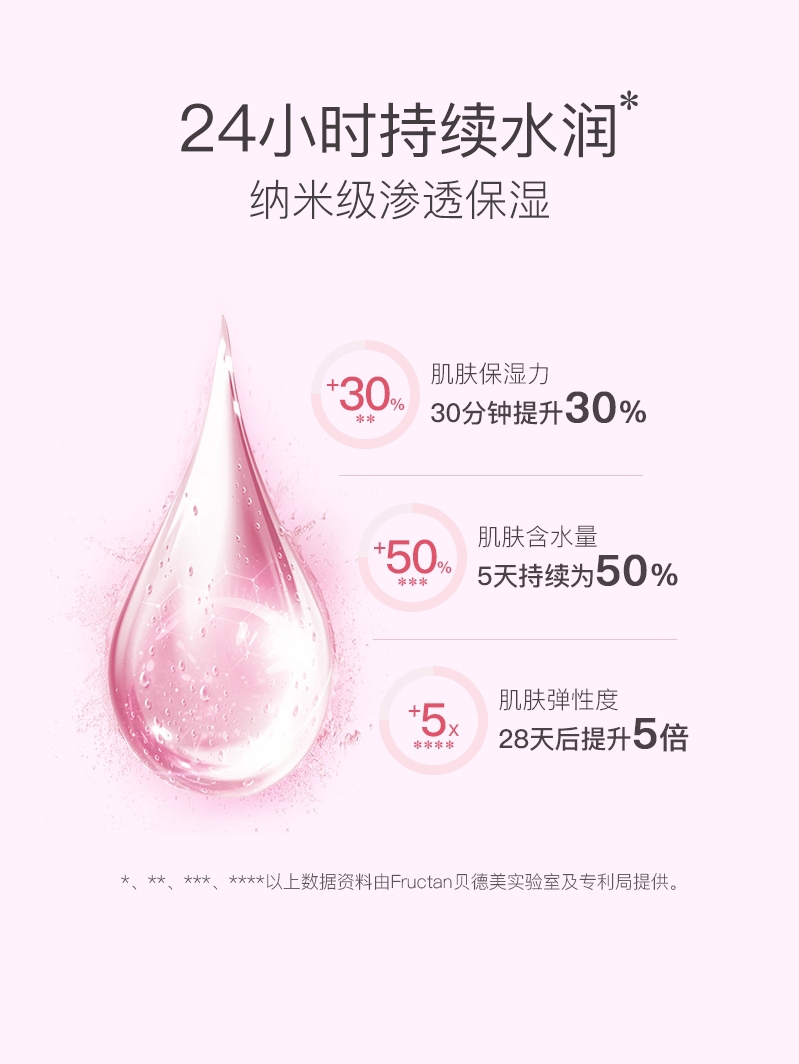 24小时持续水润*
纳米级渗透保湿
+30%
**
肌肤保湿力
30分钟提升30%
+50%
***
肌肤含水量
5天持续为50%
+5x
****
肌肤弹性度
28天后提升5倍
*、**、***、****以上数据资料由Fructan贝德美实验室及专利局提供。